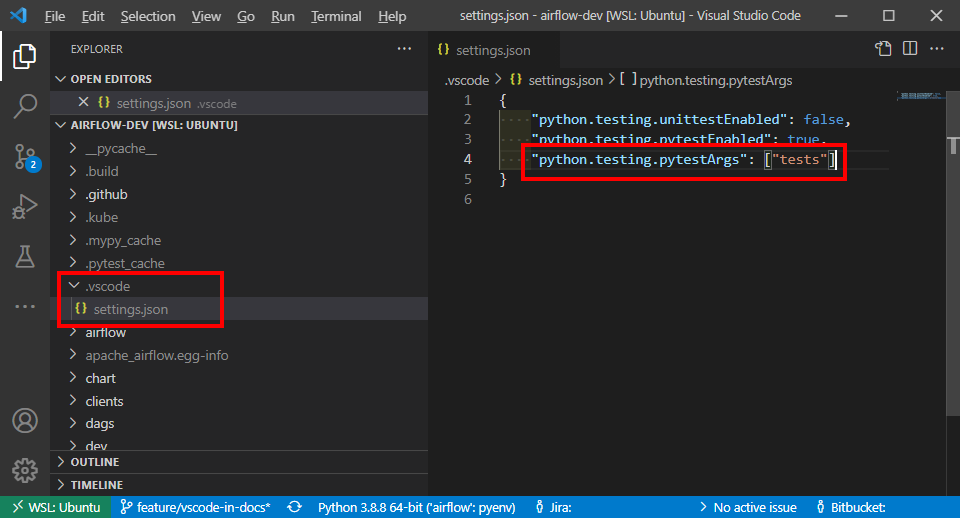 File Edit Selection View Go Run Terminal Help settings.json - airflow-dev [WSL: Ubuntu] - Visual Studio Code
EXPLORER
OPEN EDITORS
{} settings.json .vscode
AIRFLOW-DEV [WSL: UBUNTU]
__pycache__
.build
.github
.kube
.mypy_cache
.pytest_cache
.vscode
{} settings.json
airflow
apache_airflow.egg-info
chart
clients
dags
dev
OUTLINE
TIMELINE
2
{} settings.json
.vscode > {} settings.json > [ ] python.testing.pytestArgs
1 {
2 "python.testing.unittestEnabled": false,
3 "python.testing.pytestEnabled": true,
4 "python.testing.pytestArgs": ["tests"]
5 }
6
WSL: Ubuntu feature/vscode-in-docs* Python 3.8.8 64-bit ('airflow': pyenv) Jira: No active issue Bitbucket: